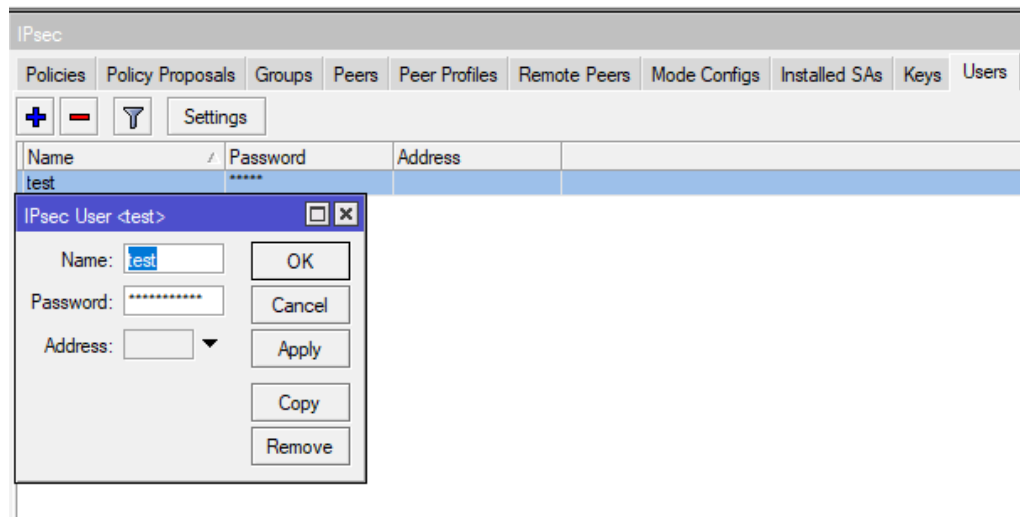 IPsec
Policies Policy Proposals Groups Peers Peer Profiles Remote Peers Mode Configs Installed SAs Keys Users
Settings
Name Password Address
test *****
IPsec User <test>
Name: test OK
Password: *********** Cancel
Address: Apply
Copy
Remove